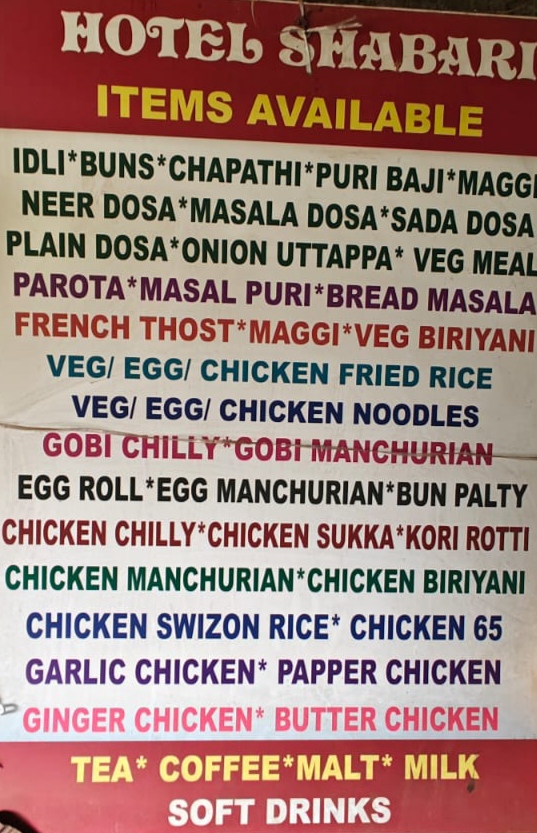 HOTEL SHABARI
ITEMS AVAILABLE
IDLI*BUNS*CHAPATHI*PURI BAJI*MAGGI
NEER DOSA*MASALA DOSA*SADA DOSA
PLAIN DOSA*ONION UTTAPPA* VEG MEAL
PAROTA*MASAL PURI*BREAD MASALA
FRENCH THOST*MAGGI*VEG BIRIYANI
VEG/ EGG/ CHICKEN FRIED RICE
VEG/ EGG/ CHICKEN NOODLES
GOBI CHILLY*GOBI MANCHURIAN
EGG ROLL*EGG MANCHURIAN*BUN PALTY
CHICKEN CHILLY*CHICKEN SUKKA*KORI ROTTI
CHICKEN MANCHURIAN*CHICKEN BIRIYANI
CHICKEN SWIZON RICE* CHICKEN 65
GARLIC CHICKEN* PAPPER CHICKEN
GINGER CHICKEN* BUTTER CHICKEN
TEA* COFFEE*MALT* MILK
SOFT DRINKS